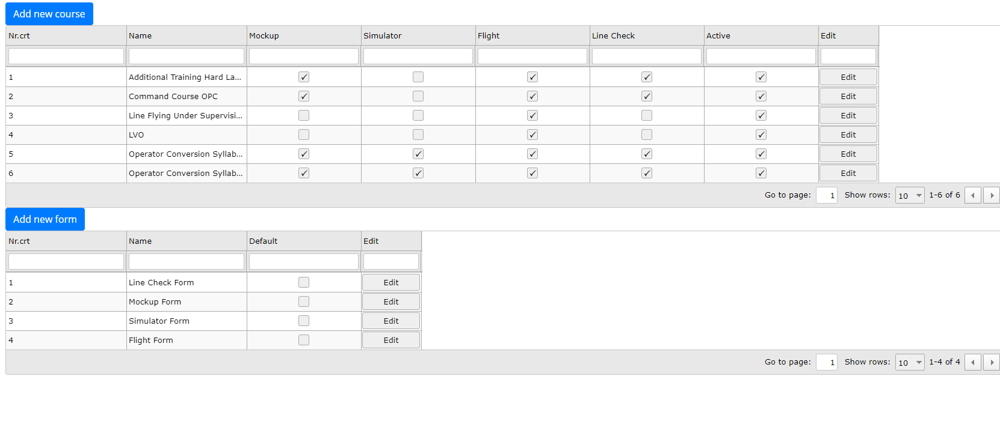 Add new course
Nr.crt Name Mockup Simulator Flight Line Check Active Edit
1 Additional Training Hard La... Edit
2 Command Course OPC Edit
3 Line Flying Under Supervisi... Edit
4 LVO Edit
5 Operator Conversion Syllab... Edit
6 Operator Conversion Syllab... Edit
Go to page: 1 Show rows: 10 1-6 of 6
Add new form
Nr.crt Name Default Edit
1 Line Check Form Edit
2 Mockup Form Edit
3 Simulator Form Edit
4 Flight Form Edit
Go to page: 1 Show rows: 10 1-4 of 4